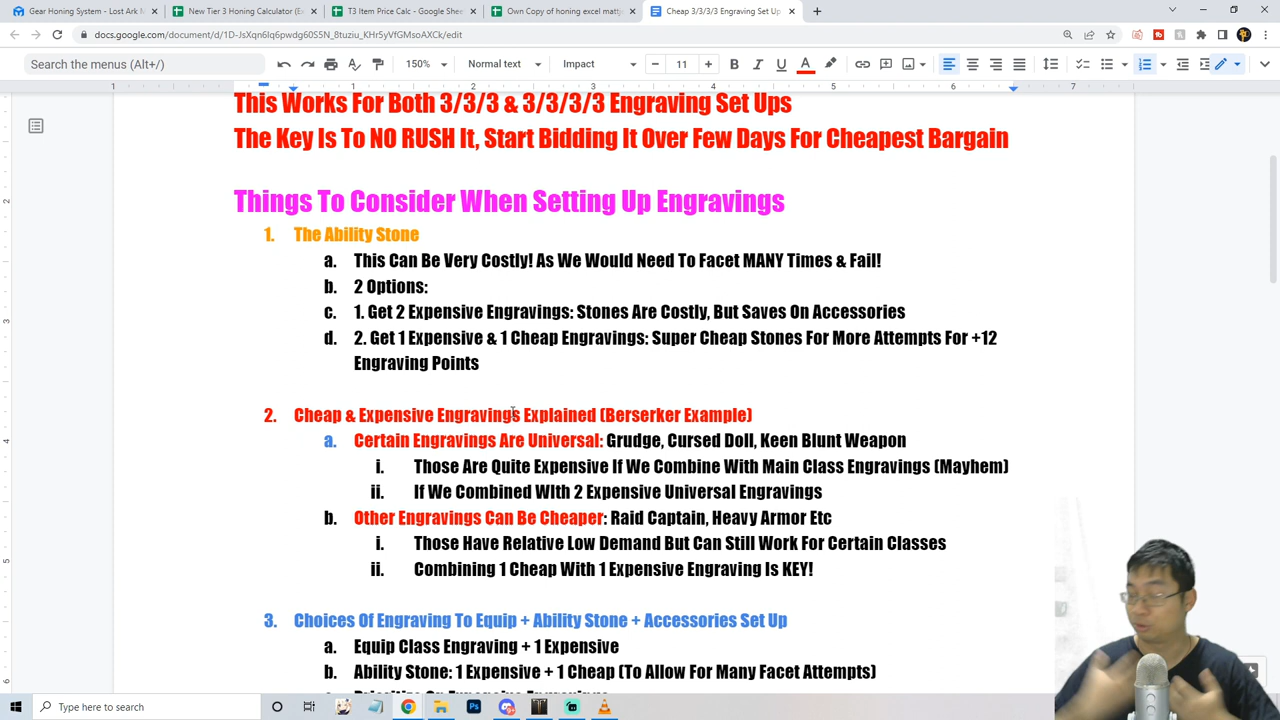 Gear Honing System - Lost Ark M
New Tier 3 Honing Calculator (E
T3 Item Price Calc - Google She
Own Copy of honing excel matt
Cheap 3/3/3/3 Engraving Set Up
docs.google.com/document/d/1D-JsXqn6lq6pwdg60S5N_8tuziu_KHr5yVfGMsoAXCk/edit
Search the menus (Alt+/)
150%
Normal text
Impact
11
1 1 2 3 4 5 6 7
This Works For Both 3/3/3 & 3/3/3/3 Engraving Set Ups
The Key Is To NO RUSH It, Start Bidding It Over Few Days For Cheapest Bargain
Things To Consider When Setting Up Engravings
1. The Ability Stone
a. This Can Be Very Costly! As We Would Need To Facet MANY Times & Fail!
b. 2 Options:
c. 1. Get 2 Expensive Engravings: Stones Are Costly, But Saves On Accessories
d. 2. Get 1 Expensive & 1 Cheap Engravings: Super Cheap Stones For More Attempts For +12
Engraving Points
2. Cheap & Expensive Engravings Explained (Berserker Example)
a. Certain Engravings Are Universal: Grudge, Cursed Doll, Keen Blunt Weapon
i. Those Are Quite Expensive If We Combine With Main Class Engravings (Mayhem)
ii. If We Combined WIth 2 Expensive Universal Engravings
b. Other Engravings Can Be Cheaper: Raid Captain, Heavy Armor Etc
i. Those Have Relative Low Demand But Can Still Work For Certain Classes
ii. Combining 1 Cheap With 1 Expensive Engraving Is KEY!
3. Choices Of Engraving To Equip + Ability Stone + Accessories Set Up
a. Equip Class Engraving + 1 Expensive
b. Ability Stone: 1 Expensive + 1 Cheap (To Allow For Many Facet Attempts)
Type here to search